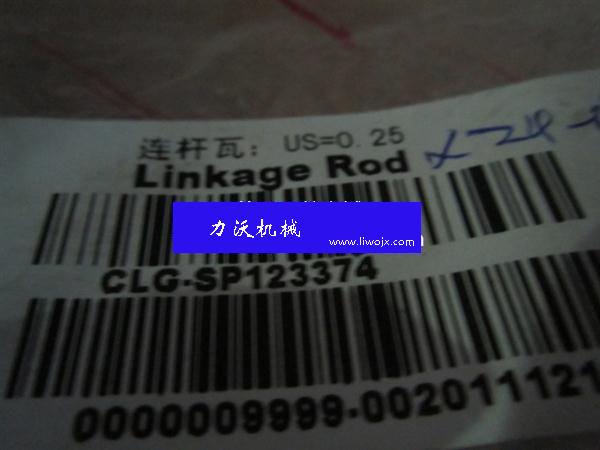 连杆瓦: US=0.25
Linkage Rod
力沃机械
www.liwojx.com
CLG-SP123374
0000009999-002011121